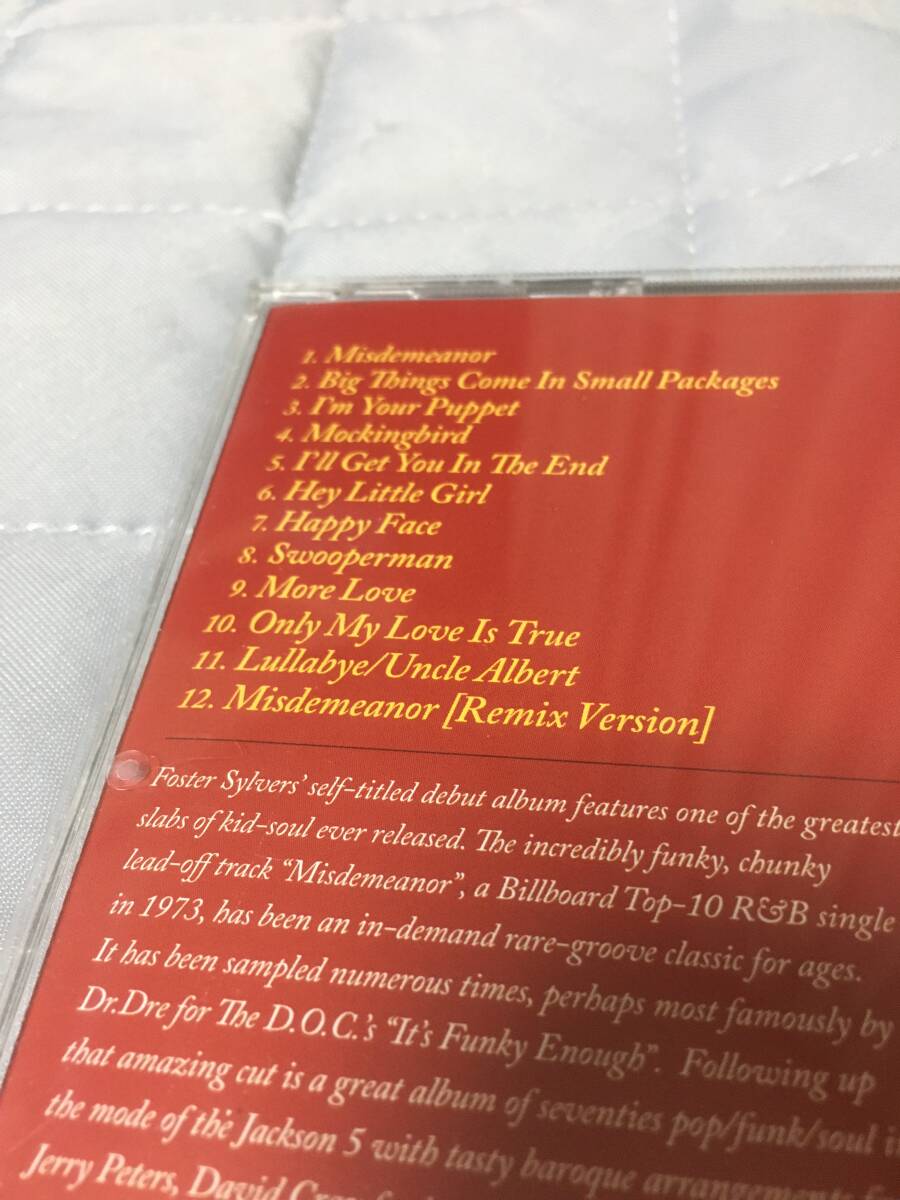 1. Misdemeanor
2. Big Things Come In Small Packages
3. I'm Your Puppet
4. Mockingbird
5. I'll Get You In The End
6. Hey Little Girl
7. Happy Face
8. Swooperman
9. More Love
10. Only My Love Is True
11. Lullabye/Uncle Albert
12. Misdemeanor [Remix Version]
Foster Sylvers' self-titled debut album features one of the greatest
slabs of kid-soul ever released. The incredibly funky, chunky
lead-off track "Misdemeanor", a Billboard Top-10 R&B single
in 1973, has been an in-demand rare-groove classic for ages.
It has been sampled numerous times, perhaps most famously by
Dr.Dre for The D.O.C.'s "It's Funky Enough". Following up
that amazing cut is a great album of seventies pop/funk/soul
the mode of the Jackson 5 with tasty baroque arrangements
Jerry Peters, David